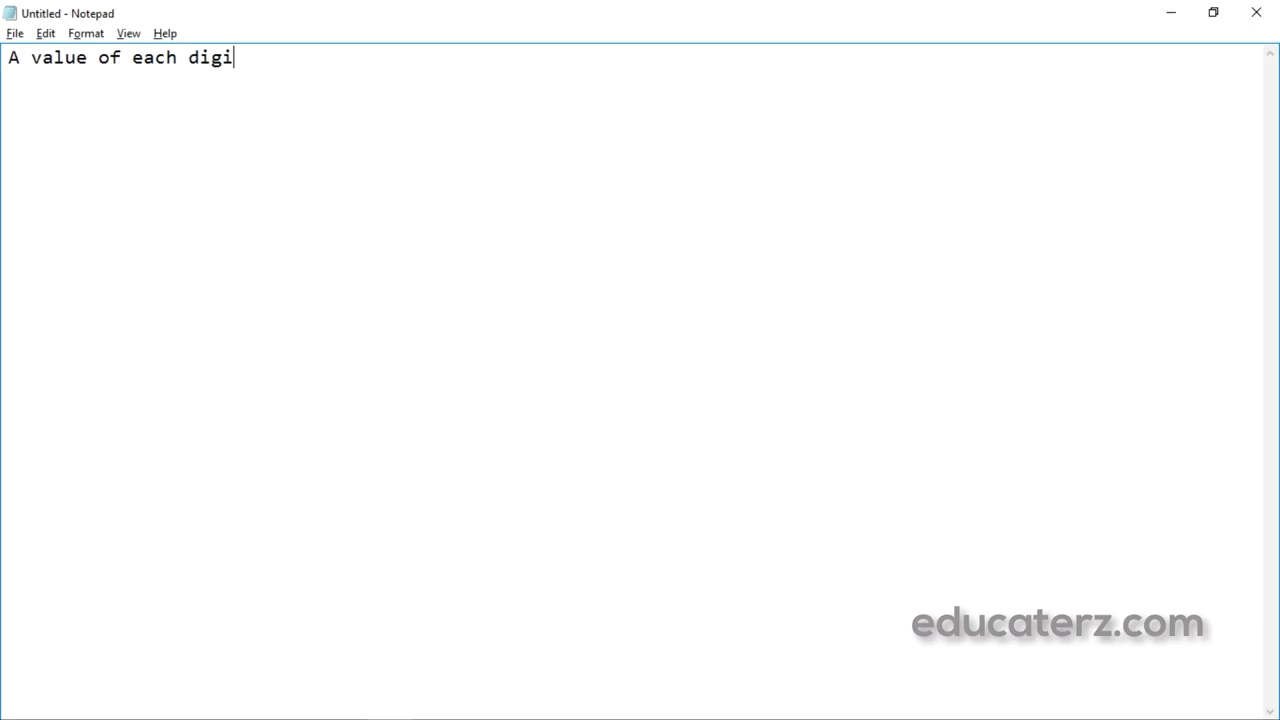 Untitled - Notepad
File Edit Format View Help
A value of each digi
educaterz.com